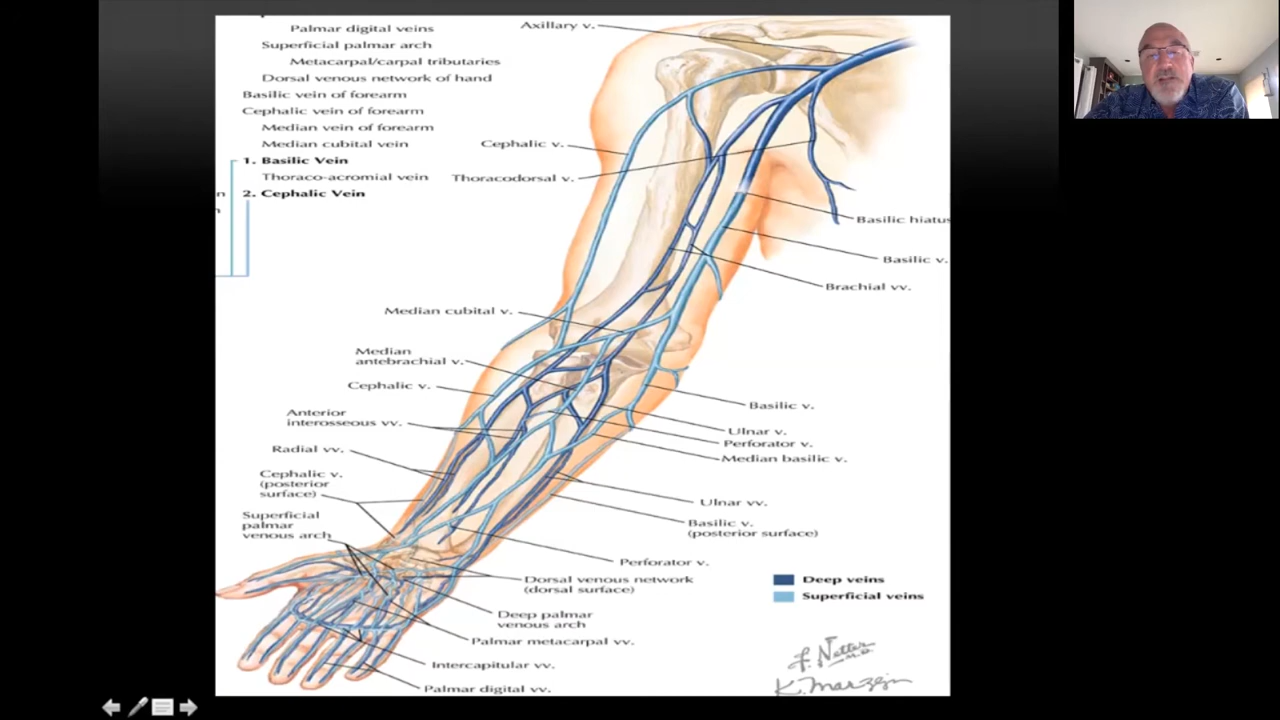 Palmar digital veins
Superficial palmar arch
Metacarpal/carpal tributaries
Dorsal venous network of hand
Basilic vein of forearm
Cephalic vein of forearm
Median vein of forearm
Median cubital vein
1. Basilic Vein
Thoraco-acromial vein
2. Cephalic Vein
n
Axillary v.
Cephalic v.
Thoracodorsal v.
Basilic hiatus
Basilic v.
Brachial vv.
Median cubital v.
Median
antebrachial v.
Cephalic v.
Anterior
interosseous vv.
Radial vv.
Cephalic v.
(posterior
surface)
Superficial
palmar
venous arch
Basilic v.
Ulnar v.
Perforator v.
Median basilic v.
Ulnar vv.
Basilic v.
(posterior surface)
Perforator v.
Dorsal venous network
(dorsal surface)
Deep palmar
venous arch
Palmar metacarpal vv.
Intercapitular vv.
Palmar digital vv.
Deep veins
Superficial veins
F. Netter
M.D.